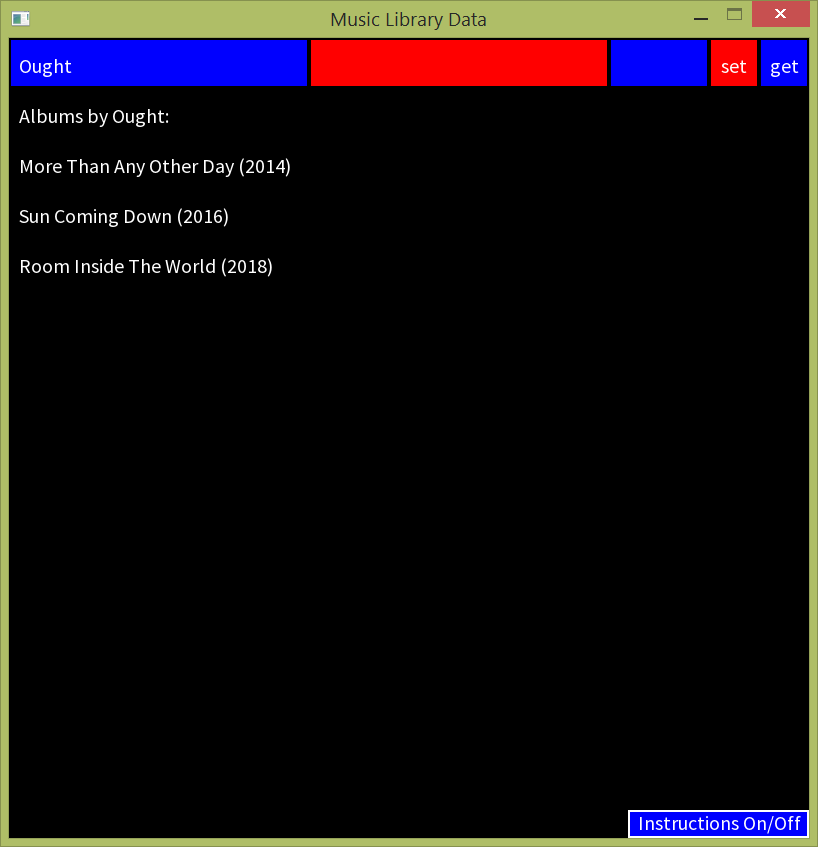 Music Library Data
Ought set get
Albums by Ought:
More Than Any Other Day (2014)
Sun Coming Down (2016)
Room Inside The World (2018)
Instructions On/Off